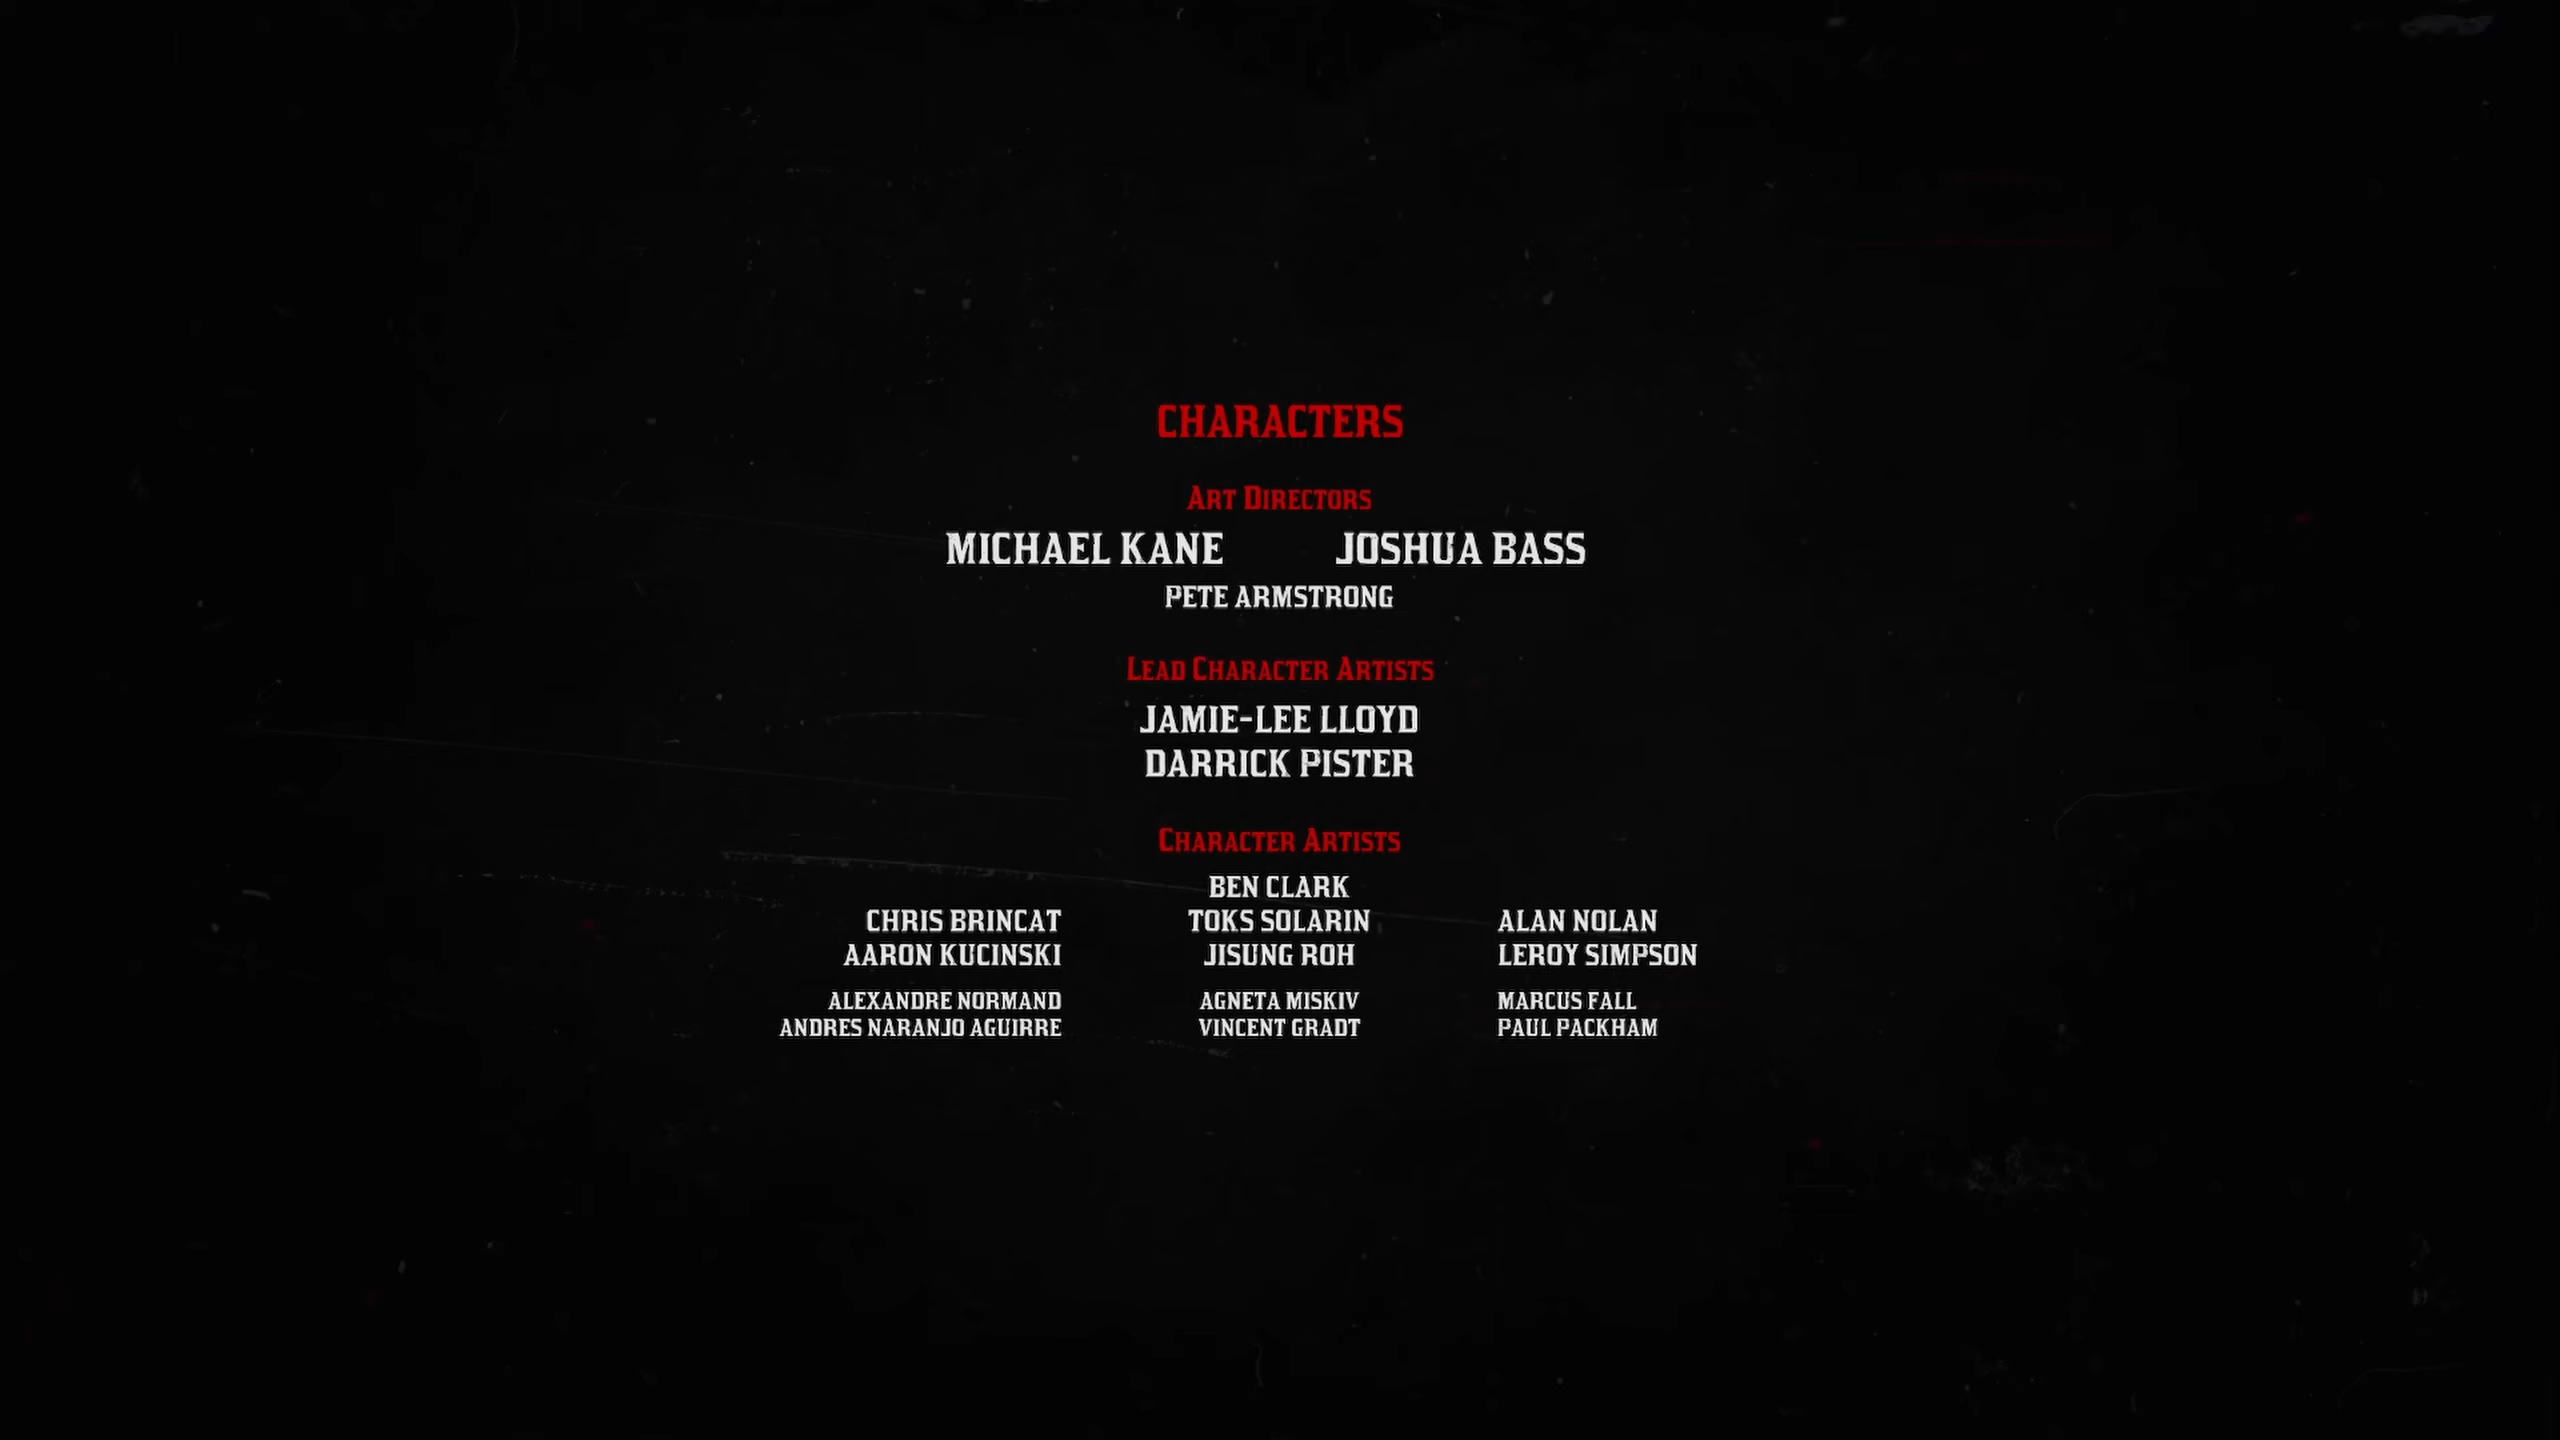 CHARACTERS
ART DIRECTORS
MICHAEL KANE JOSHUA BASS
PETE ARMSTRONG
LEAD CHARACTER ARTISTS
JAMIE-LEE LLOYD
DARRICK PISTER
CHARACTER ARTISTS
BEN CLARK
CHRIS BRINCAT TOKS SOLARIN ALAN NOLAN
AARON KUCINSKI JISUNG ROH LEROY SIMPSON
ALEXANDRE NORMAND AGNETA MISKIV MARCUS FALL
ANDRES NARANJO AGUIRRE VINCENT GRADT PAUL PACKHAM